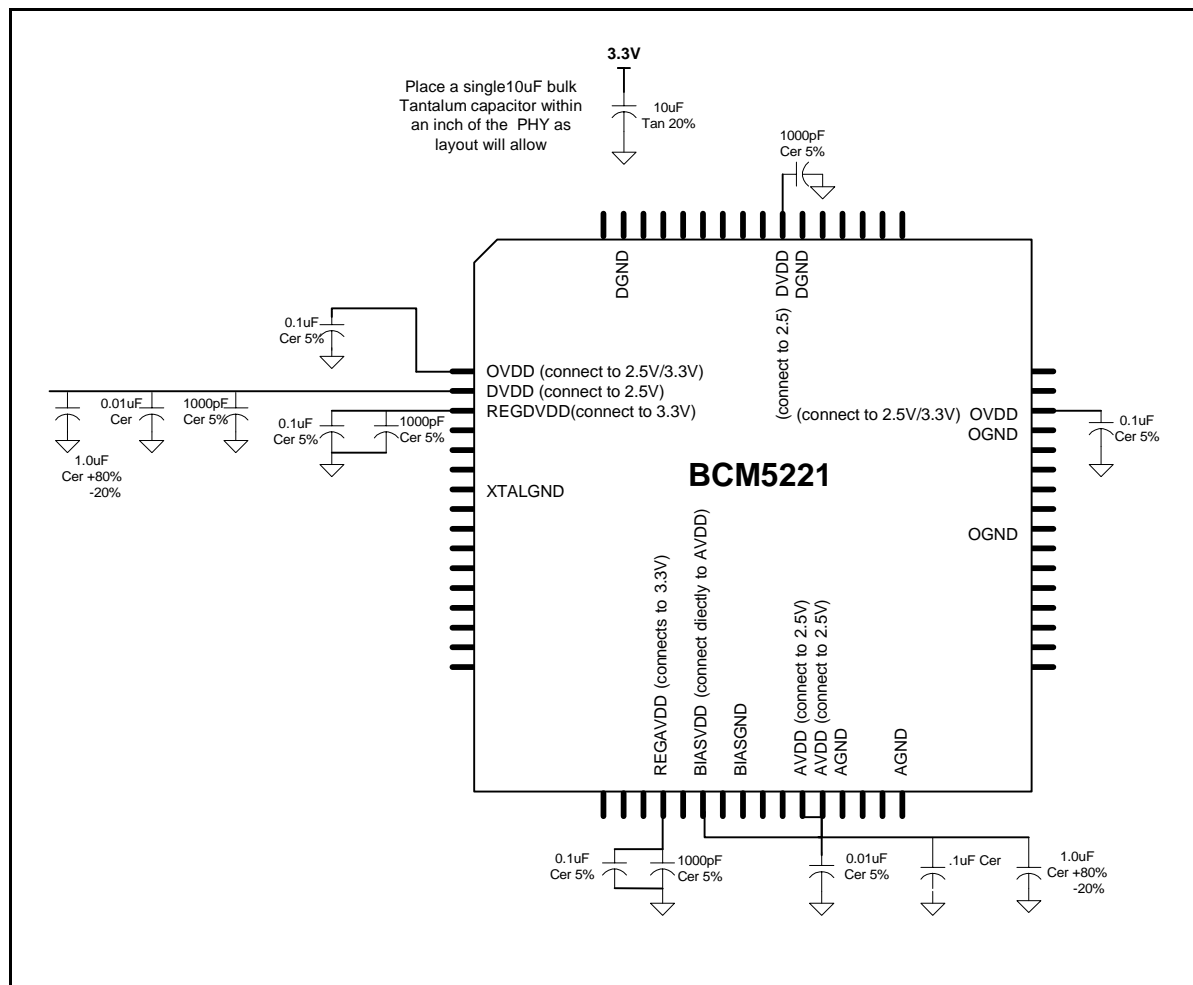 3.3V
Place a single10uF bulk
Tantalum capacitor within
an inch of the PHY as
layout will allow
10uF
Tan 20%
1000pF
Cer 5%
DGND
(connect to 2.5) DVDD
DGND
0.1uF
Cer 5%
OVDD (connect to 2.5V/3.3V)
DVDD (connect to 2.5V)
REGDVDD(connect to 3.3V)
0.01uF
Cer
1000pF
Cer 5%
1.0uF
Cer +80%
-20%
0.1uF
Cer 5%
1000pF
Cer 5%
(connect to 2.5V/3.3V) OVDD
OGND
0.1uF
Cer 5%
BCM5221
XTALGND
OGND
REGAVDD (connects to 3.3V)
BIASVDD (connect diectly to AVDD)
BIASGND
AVDD (connect to 2.5V)
AVDD (connect to 2.5V)
AGND
AGND
0.1uF
Cer 5%
1000pF
Cer 5%
0.01uF
Cer 5%
.1uF Cer
1.0uF
Cer +80%
-20%